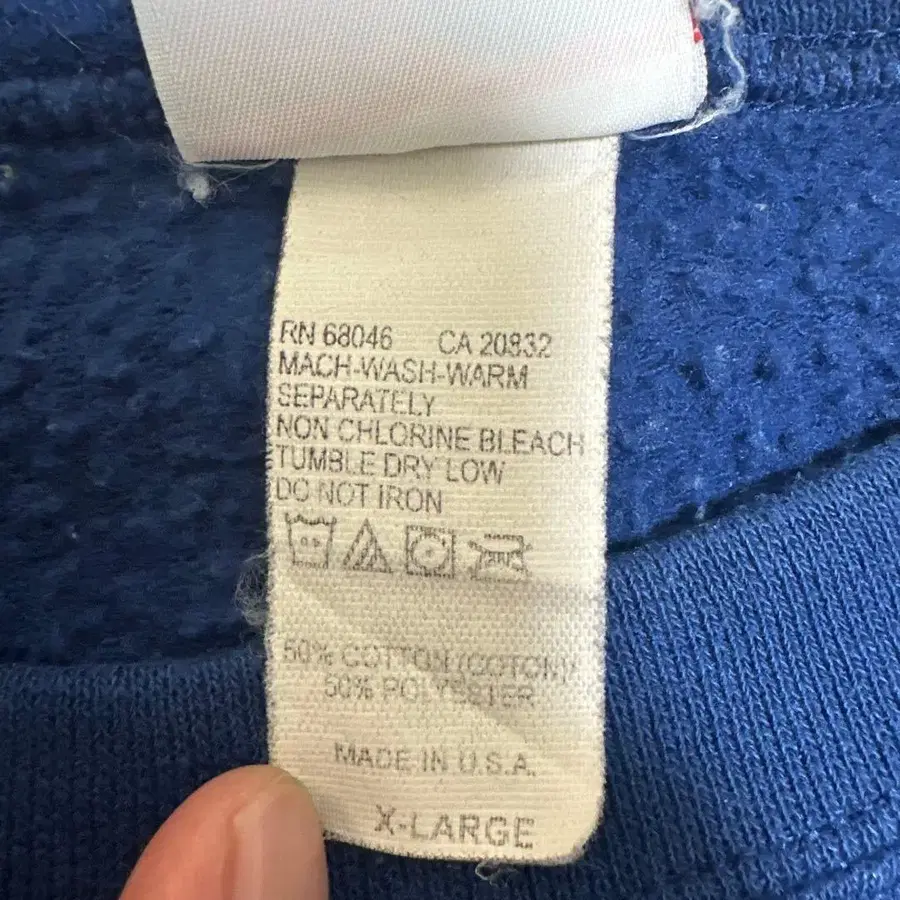 RN 68046 CA 20832
MACH-WASH-WARM
SEPARATELY
NON CHLORINE BLEACH
TUMBLE DRY LOW
DO NOT IRON
50% COTTON (COTON)/
50% POLYESTER
MADE IN U.S.A.
X-LARGE